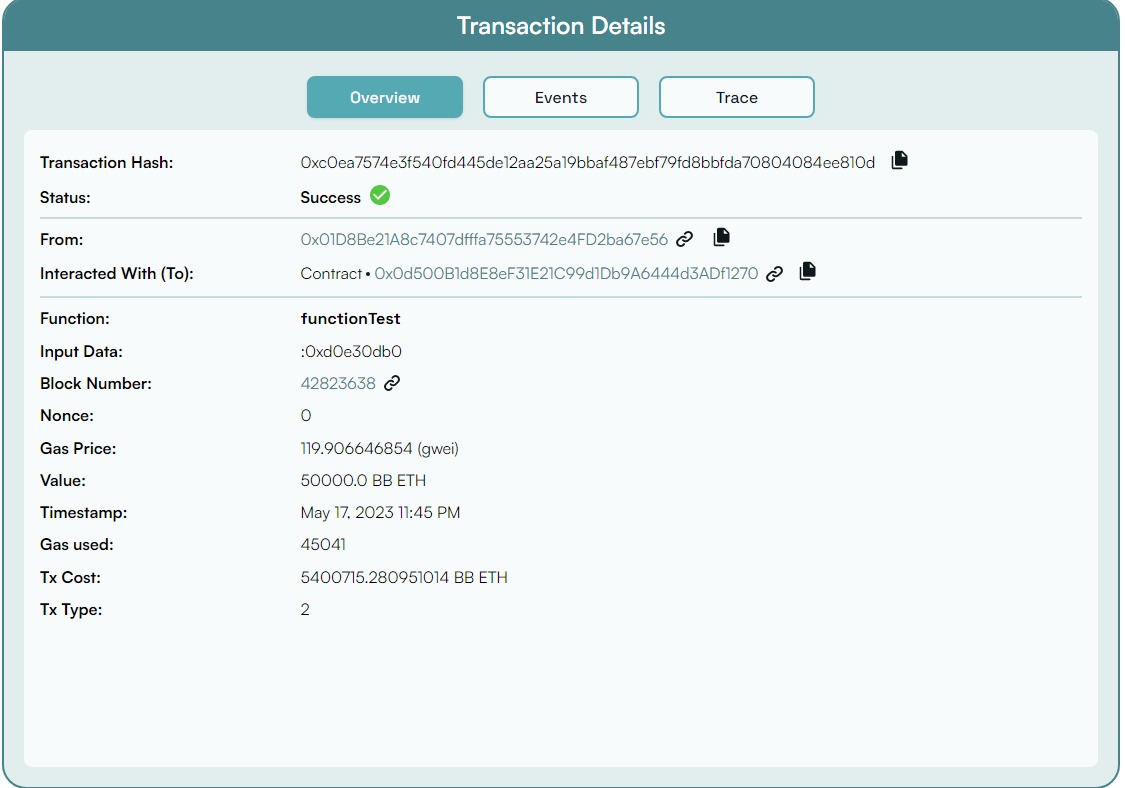 Transaction Details
Overview Events Trace
Transaction Hash: 0xc0ea7574e3f540fd445de12aa25a19bbaf487ebf79fd8bbfda70804084ee810d
Status: Success
From: 0x01D8Be21A8c7407dfffa75553742e4FD2ba67e56
Interacted With (To): Contract • 0x0d500B1d8E8eF31E21C99d1Db9A6444d3ADf1270
Function: functionTest
Input Data: :0xd0e30db0
Block Number: 42823638
Nonce: 0
Gas Price: 119.906646854 (gwei)
Value: 50000.0 BB ETH
Timestamp: May 17, 2023 11:45 PM
Gas used: 45041
Tx Cost: 5400715.280951014 BB ETH
Tx Type: 2